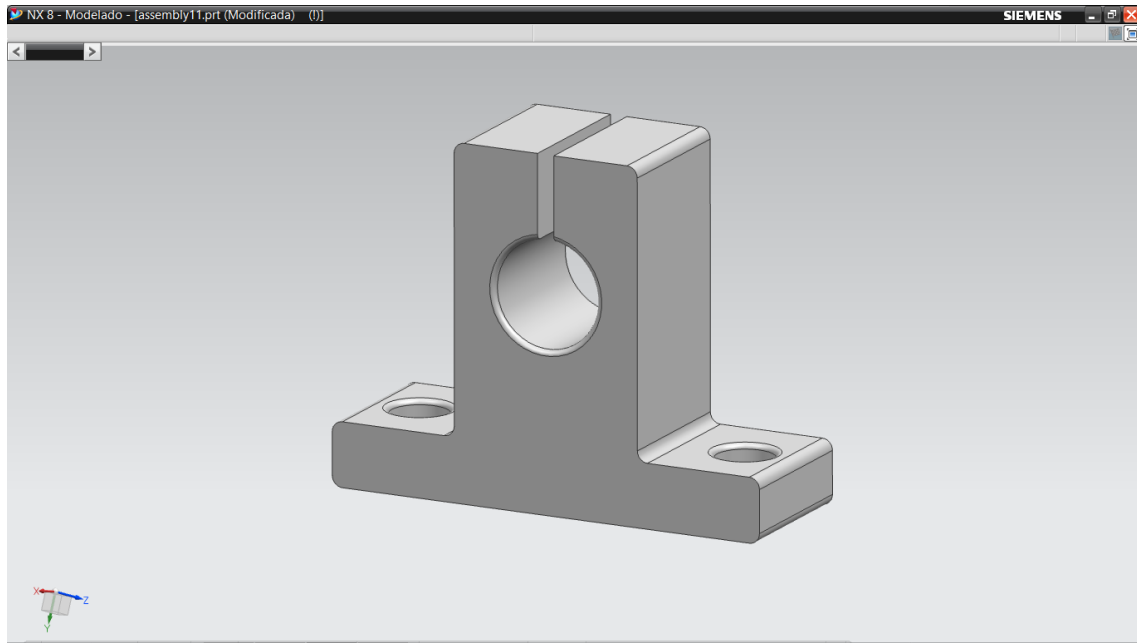 NX 8 - Modelado - [assembly11.prt (Modificada) (!)]
SIEMENS
X
Z
Y